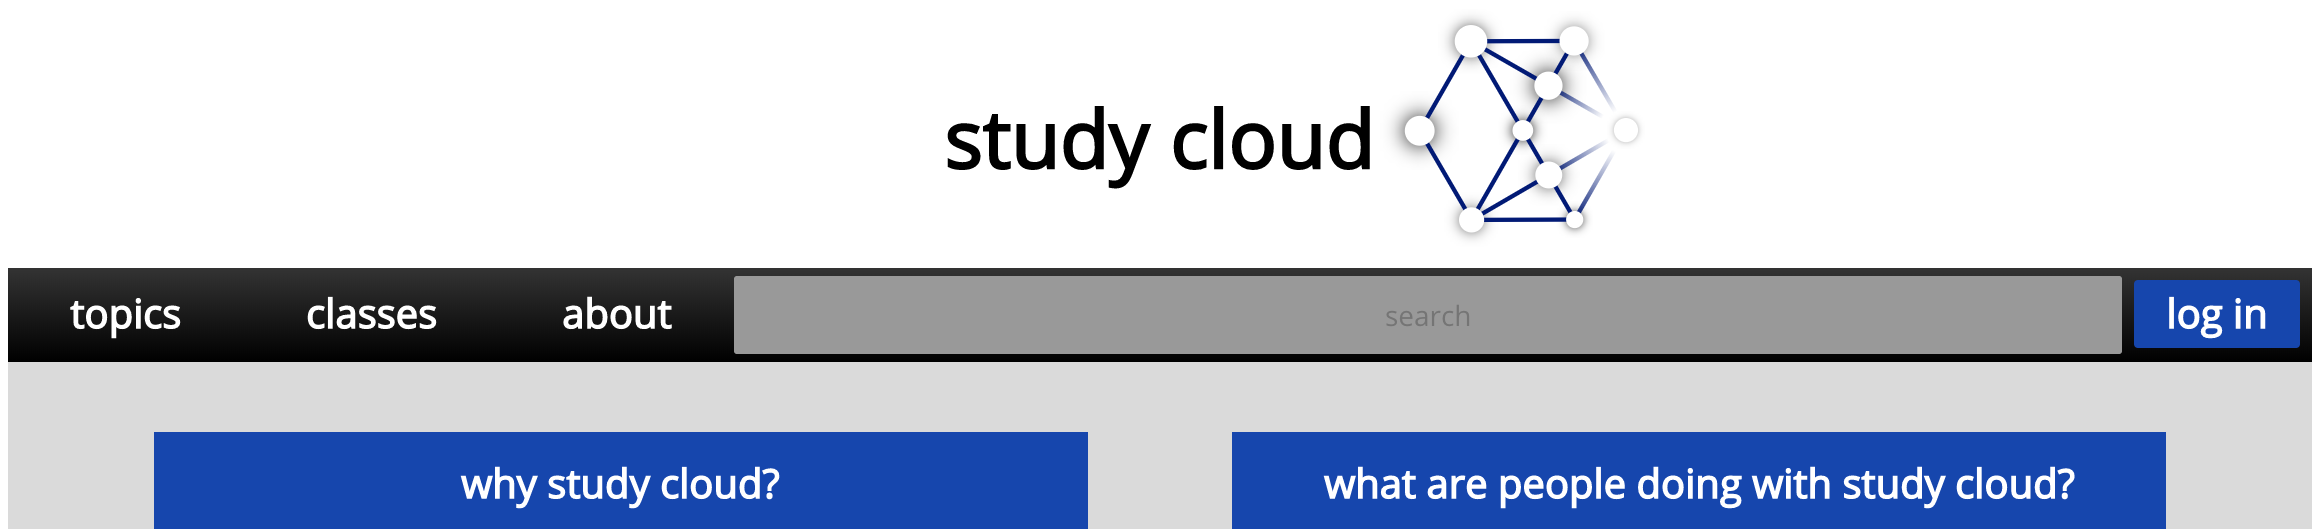 study cloud
topics classes about search log in
why study cloud? what are people doing with study cloud?